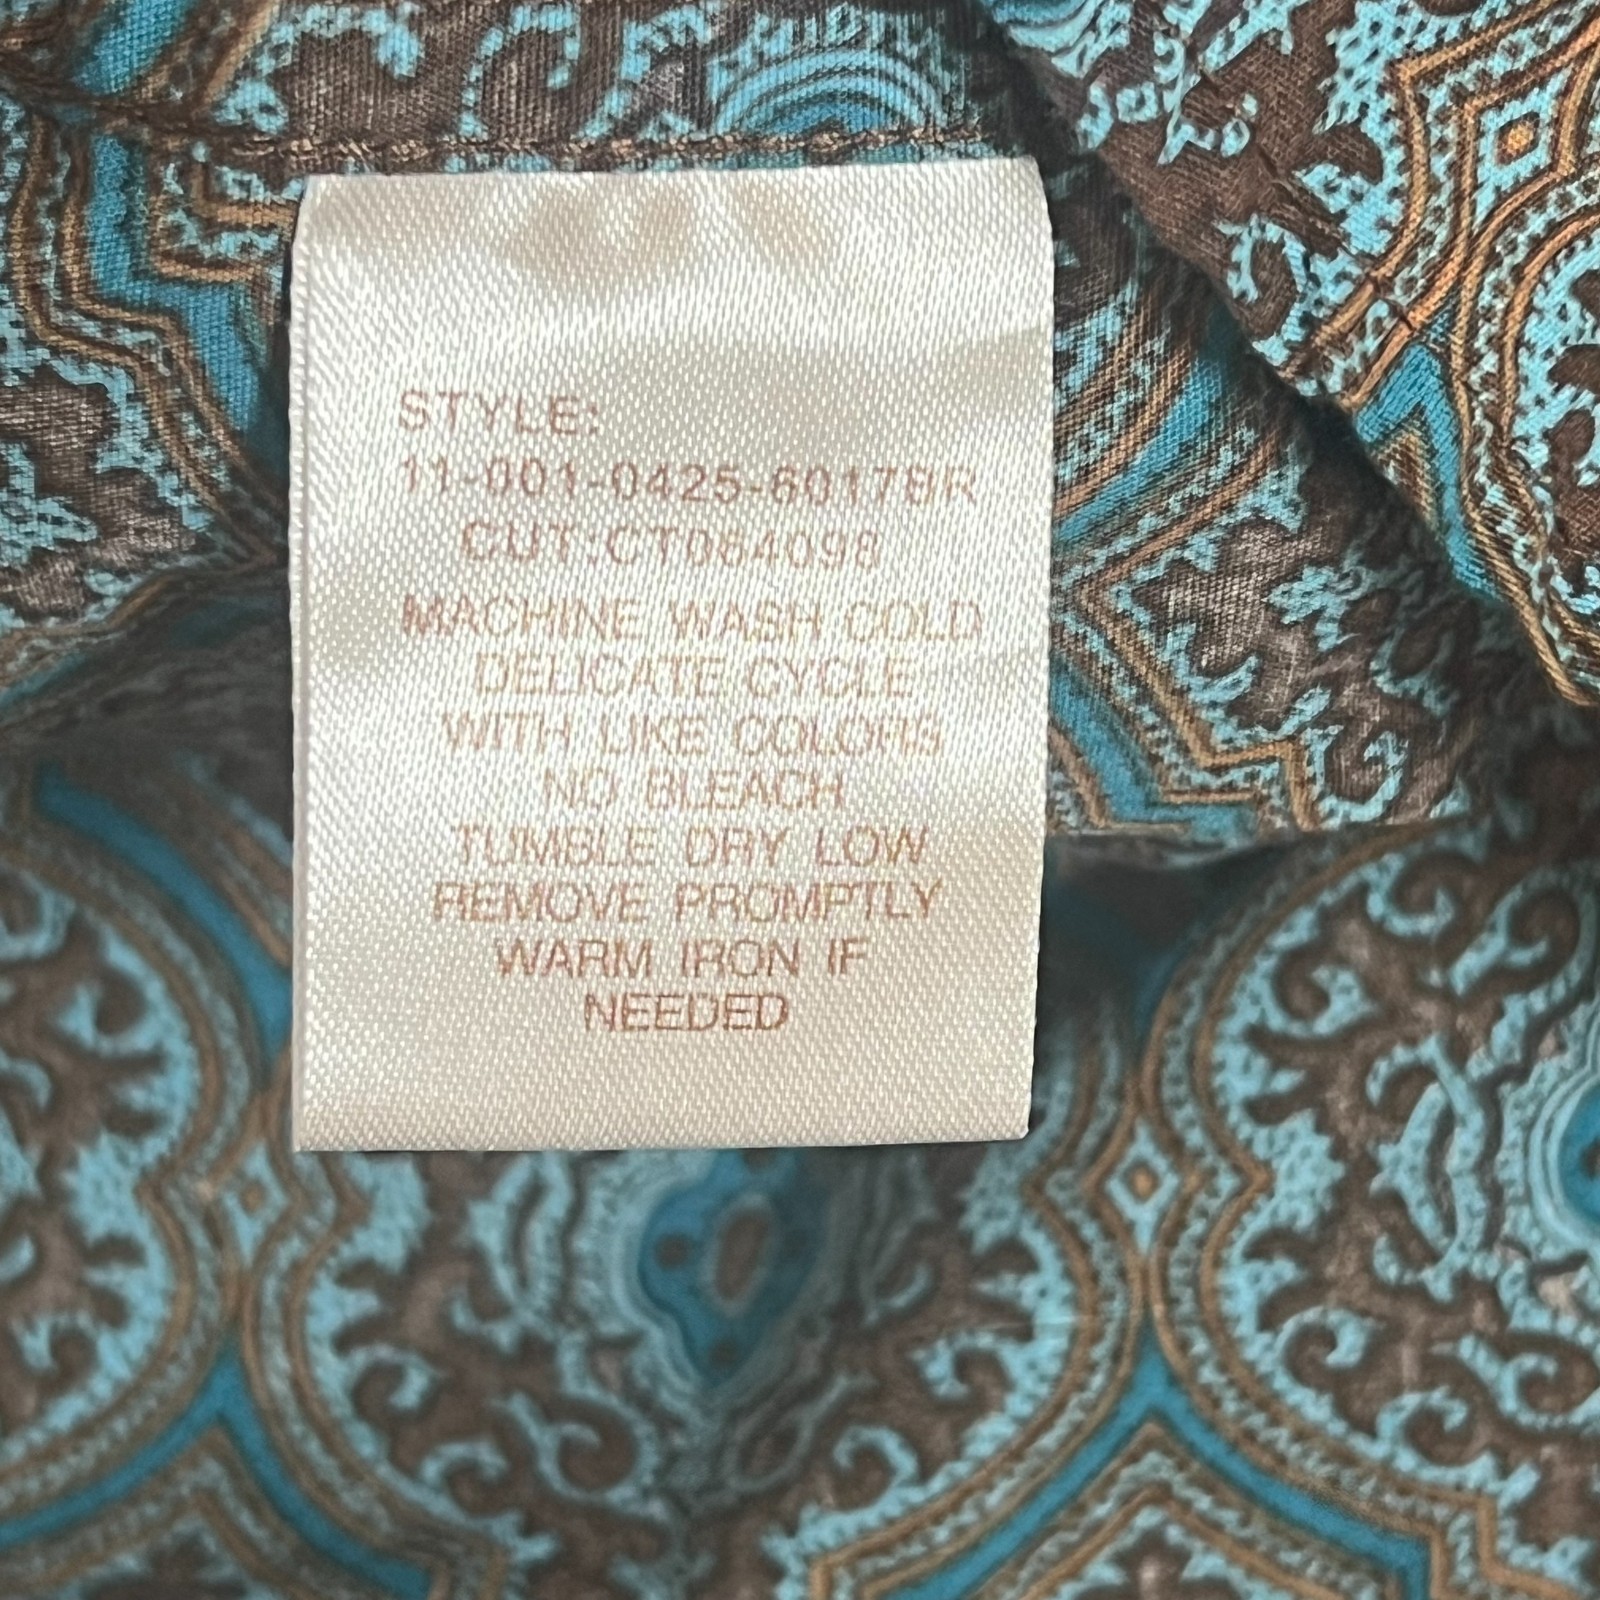 STYLE:
11-001-0425-6017BR
CUT:CT064098
MACHINE WASH COLD
DELICATE CYCLE
WITH LIKE COLORS
NO BLEACH
TUMBLE DRY LOW
REMOVE PROMPTLY
WARM IRON IF
NEEDED